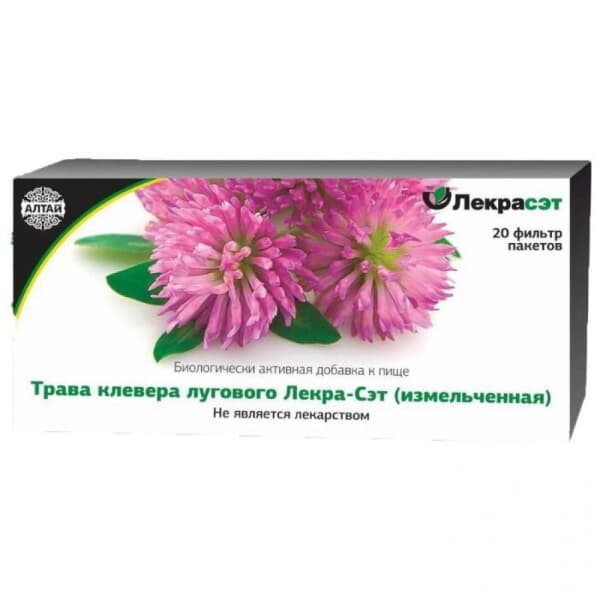 АЛТАЙ
Лекрасэт
20 фильтр
пакетов
Биологически активная добавка к пище
Трава клевера лугового Лекра-Сэт (измельченная)
Не является лекарством